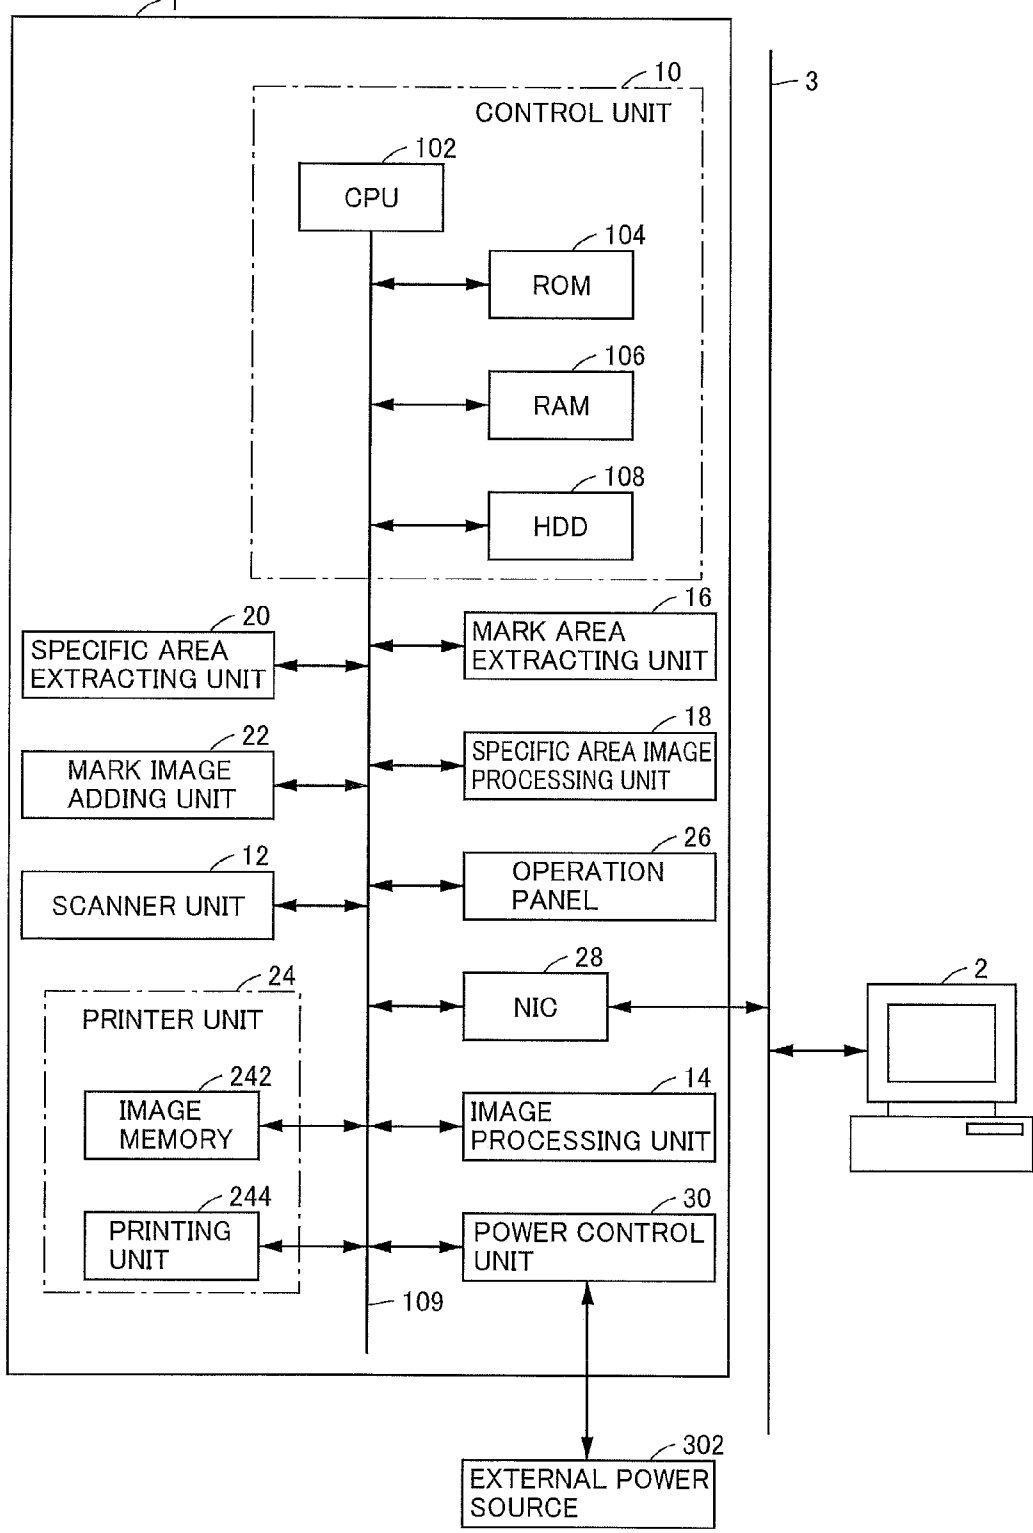 1
10
3
CONTROL UNIT
102
CPU
104
ROM
106
RAM
108
HDD
20
SPECIFIC AREA
EXTRACTING UNIT
16
MARK AREA
EXTRACTING UNIT
22
MARK IMAGE
ADDING UNIT
18
SPECIFIC AREA IMAGE
PROCESSING UNIT
12
SCANNER UNIT
26
OPERATION
PANEL
24
PRINTER UNIT
28
NIC
2
242
IMAGE
MEMORY
14
IMAGE
PROCESSING UNIT
244
PRINTING
UNIT
30
POWER CONTROL
UNIT
109
302
EXTERNAL POWER
SOURCE